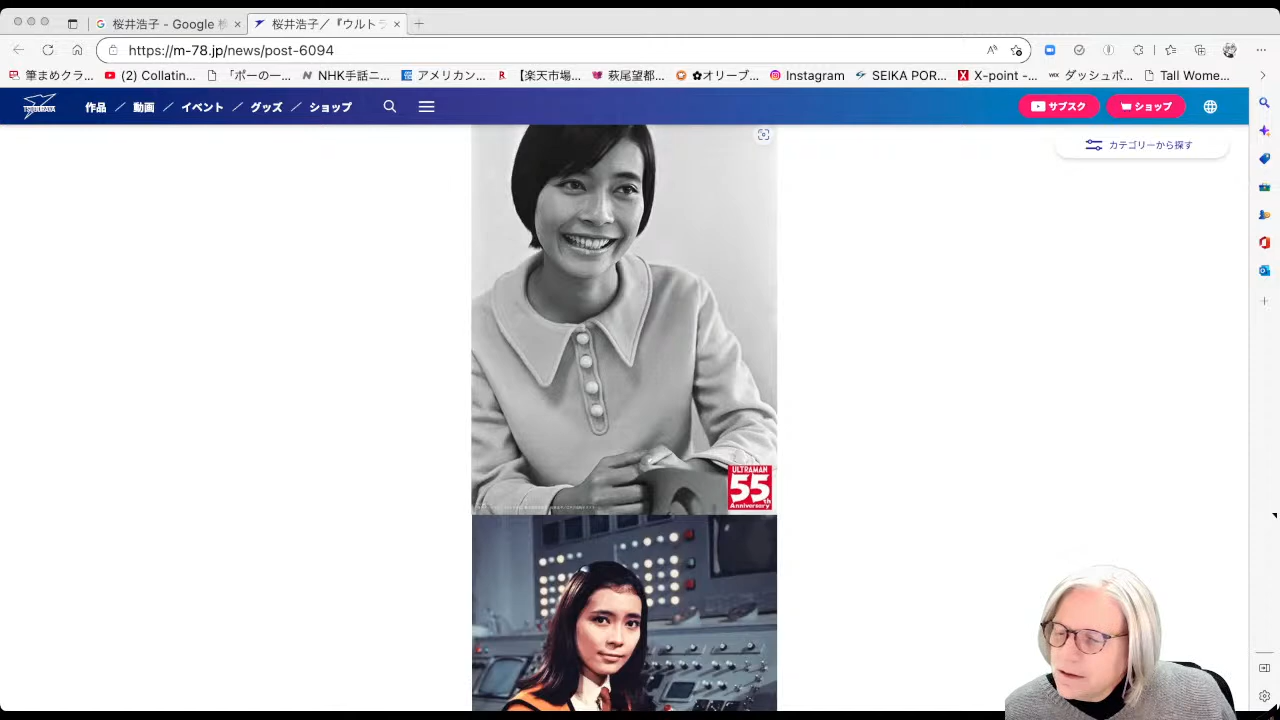 桜井浩子 - Google 検
桜井浩子／『ウルトラ
https://m-78.jp/news/post-6094
筆まめクラ...
(2) Collatin...
「ポーの一...
NHK手話ニ...
アメリカン...
【楽天市場...
萩尾望都...
✿オリーブ...
Instagram
SEIKA POR...
X-point -...
ダッシュボ...
Tall Wome...
TSUBURAYA
作品 ／ 動画 ／ イベント ／ グッズ ／ ショップ
サブスク
ショップ
カテゴリーから探す
ULTRAMAN
55th
Anniversary